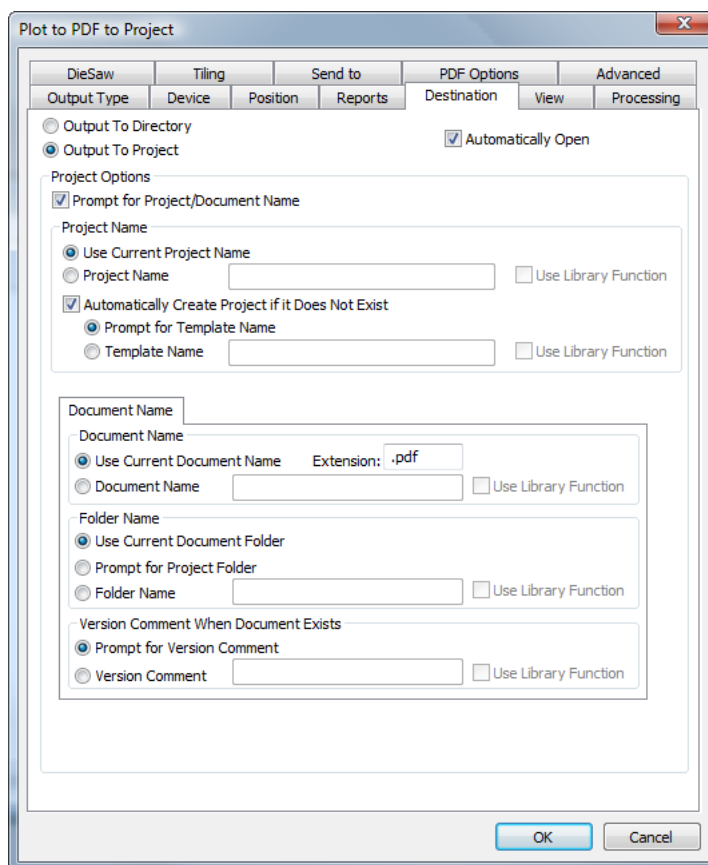 Plot to PDF to Project
DieSaw Tiling Send to PDF Options Advanced
Output Type Device Position Reports Destination View Processing
Output To Directory
Automatically Open
Output To Project
Project Options
Prompt for Project/Document Name
Project Name
Use Current Project Name
Project Name Use Library Function
Automatically Create Project if it Does Not Exist
Prompt for Template Name
Template Name Use Library Function
Document Name
Document Name
Use Current Document Name Extension: .pdf
Document Name Use Library Function
Folder Name
Use Current Document Folder
Prompt for Project Folder
Folder Name Use Library Function
Version Comment When Document Exists
Prompt for Version Comment
Version Comment Use Library Function
OK Cancel